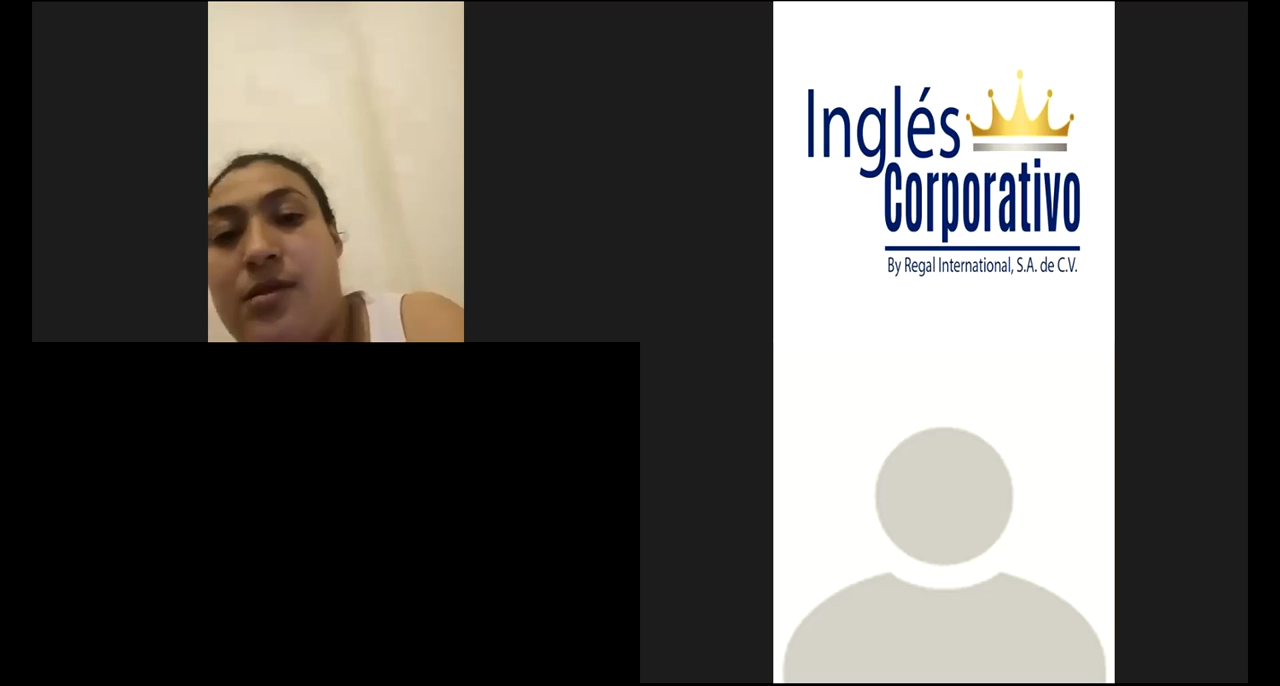 Inglés
Corporativo
By Regal International, S.A. de C.V.